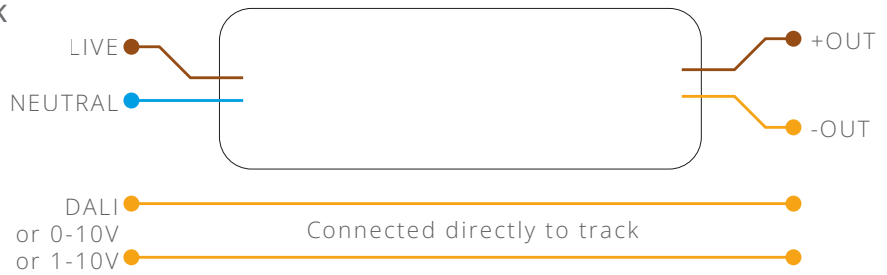 LIVE
NEUTRAL
+OUT
-OUT
DALI
or 0-10V
or 1-10V
Connected directly to track